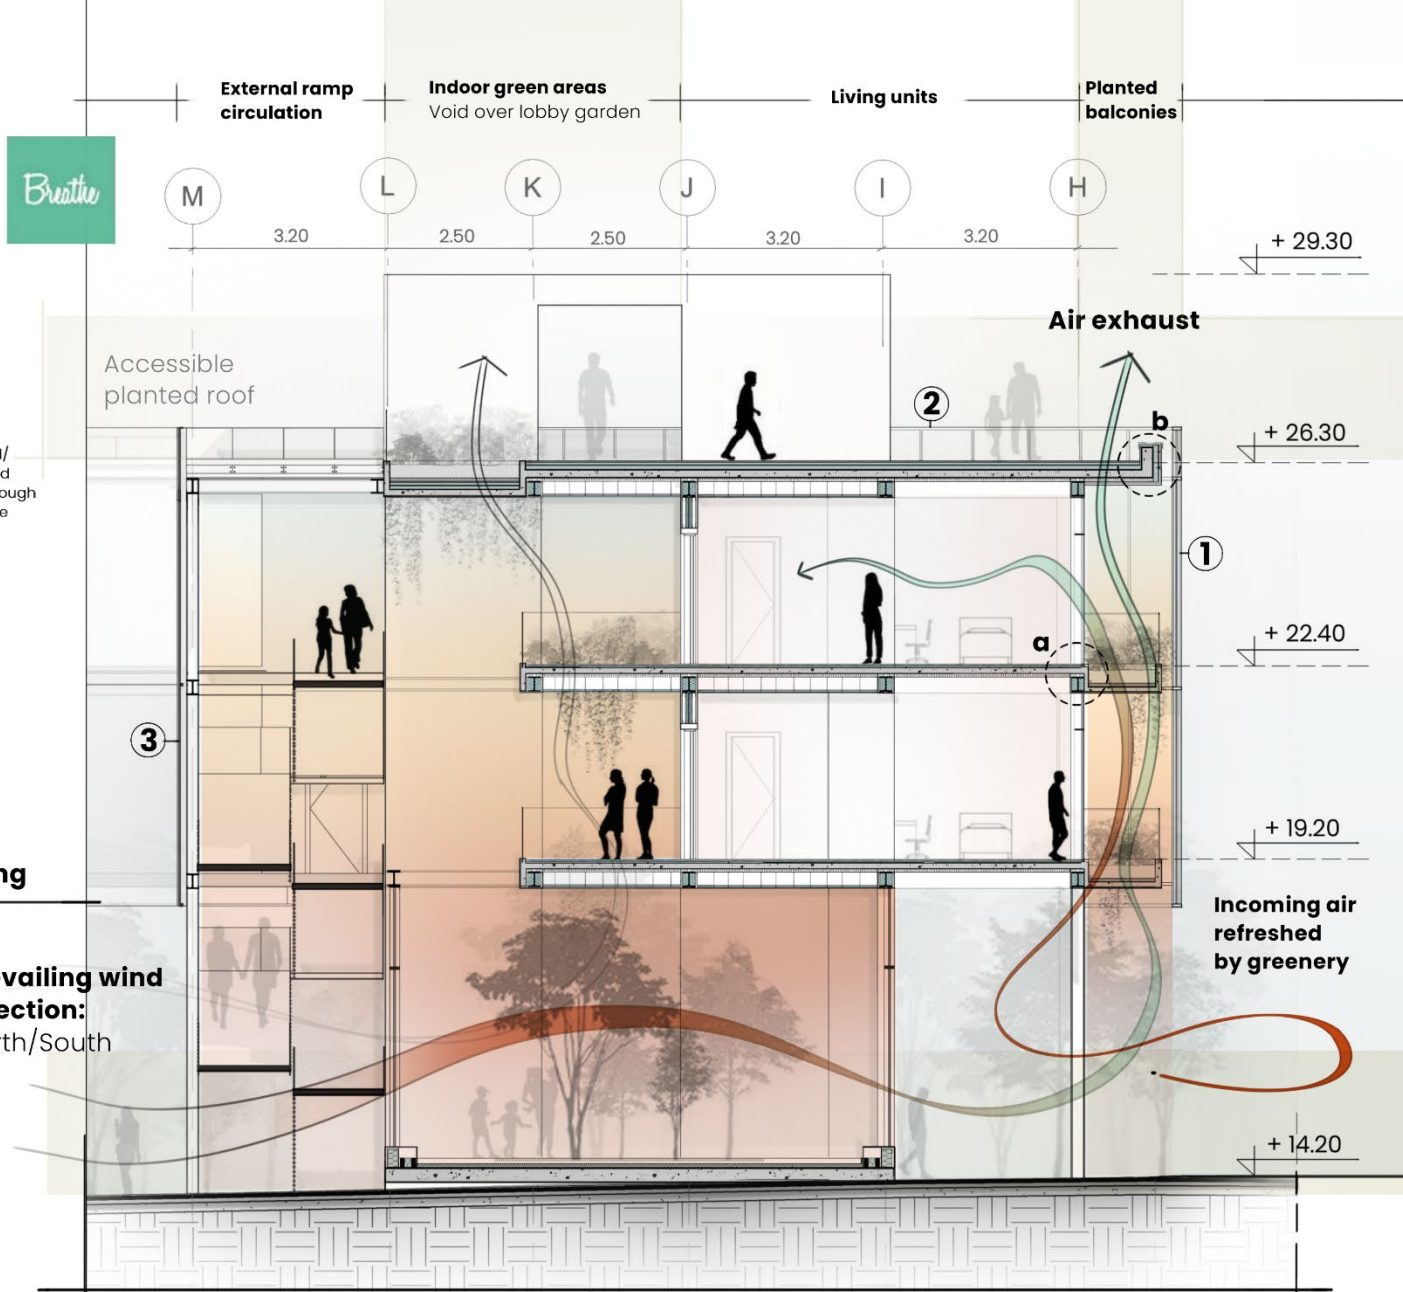 External ramp
circulation
Indoor green areas
Void over lobby garden
Living units
Planted
balconies
Breathe
M
L
K
J
I
H
3.20
2.50
2.50
3.20
3.20
+ 29.30
Air exhaust
Accessible
planted roof
2
b
+ 26.30
1
a
+ 22.40
3
+ 19.20
Incoming air
refreshed
by greenery
vailing wind
ection:
th/South
+ 14.20